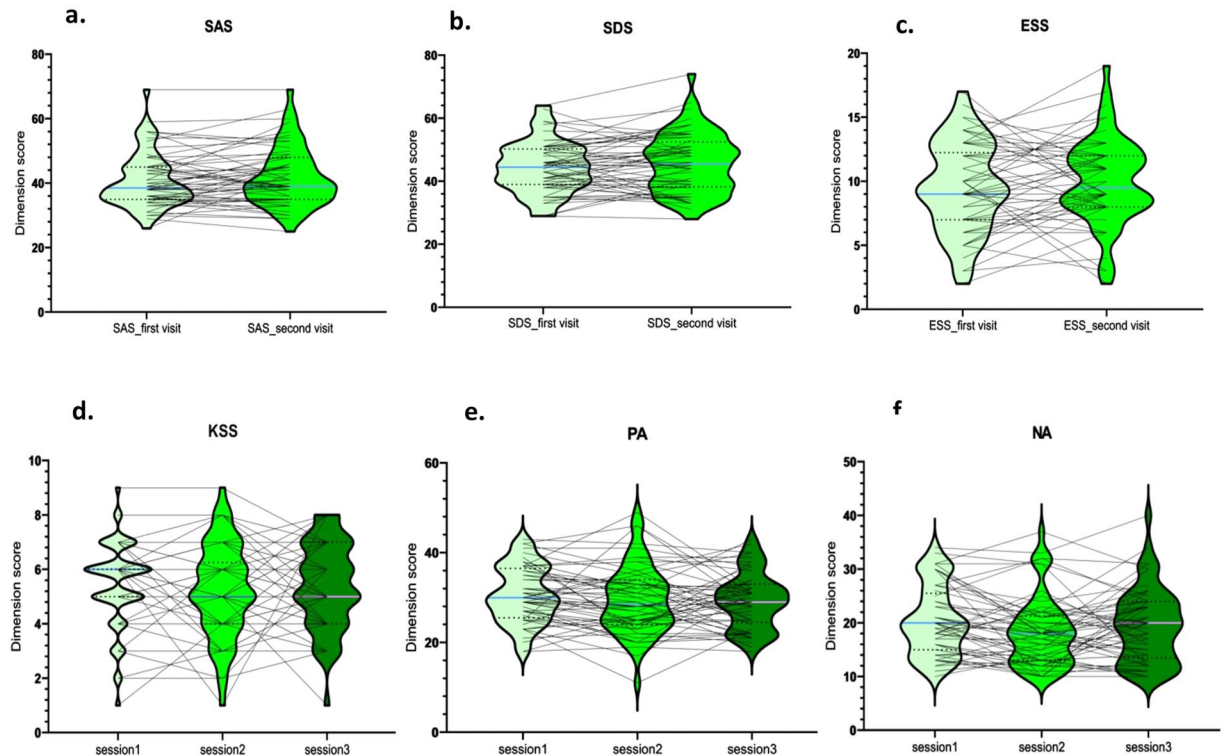 a.
SAS
80
60
40
20
0
Dimension score
SAS_first visit
SAS_second visit
b.
SDS
80
60
40
20
0
Dimension score
SDS_first visit
SDS_second visit
c.
ESS
20
15
10
5
0
Dimension score
ESS_first visit
ESS_second visit
d.
KSS
10
8
6
4
2
0
Dimension score
session1
session2
session3
e.
PA
60
40
20
0
Dimension score
session1
session2
session3
f
NA
50
40
30
20
10
0
Dimension score
session1
session2
session3